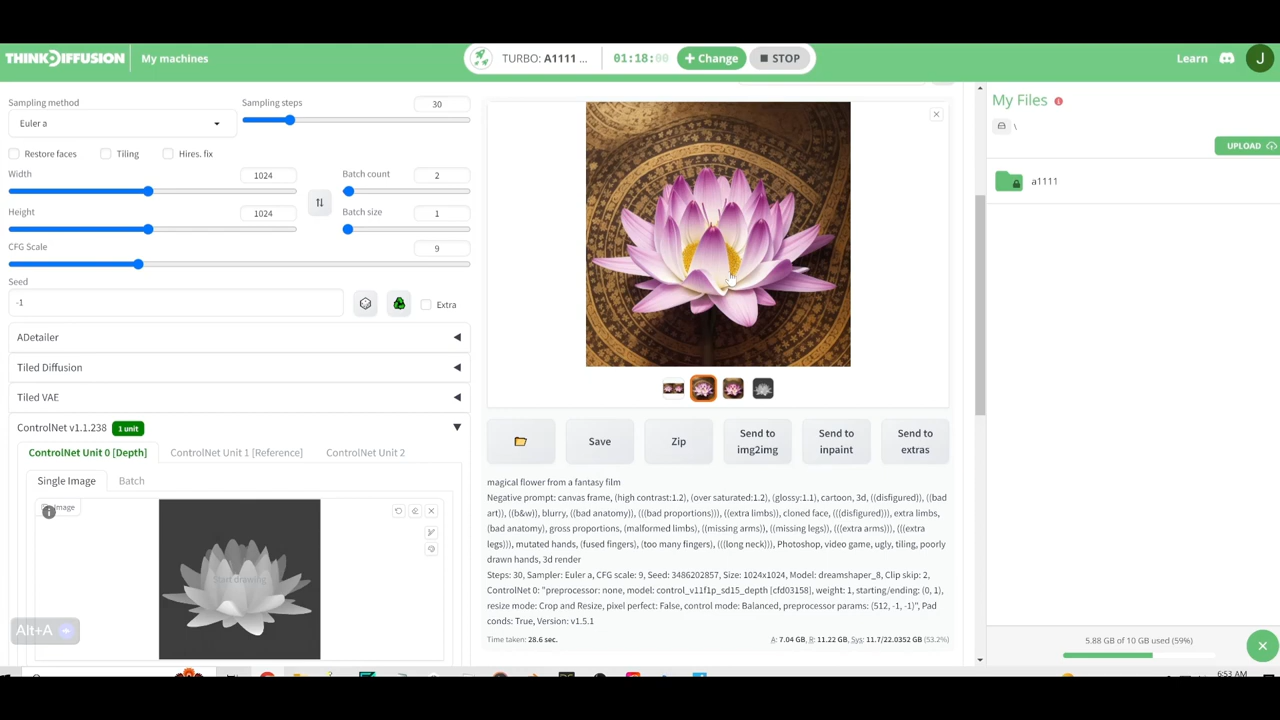 THINKDIFFUSION
My machines
TURBO: A1111 ...
01:18:00
+ Change
STOP
Learn
J
Sampling method
Sampling steps
30
Euler a
Restore faces
Tiling
Hires. fix
Width
1024
Batch count
2
Height
1024
Batch size
1
CFG Scale
9
Seed
-1
Extra
ADetailer
Tiled Diffusion
Tiled VAE
ControlNet v1.1.238
1 unit
ControlNet Unit 0 [Depth]
ControlNet Unit 1 [Reference]
ControlNet Unit 2
Single Image
Batch
Image
Start drawing
Alt+A
Save
Zip
Send to
img2img
Send to
inpaint
Send to
extras
magical flower from a fantasy film
Negative prompt: canvas frame, (high contrast:1.2), (over saturated:1.2), (glossy:1.1), cartoon, 3d, ((disfigured)), ((bad
art)), ((b&w)), blurry, ((bad anatomy)), (((bad proportions))), ((extra limbs)), cloned face, (((disfigured))), extra limbs,
(bad anatomy), gross proportions, (malformed limbs), ((missing arms)), ((missing legs)), (((extra arms))), (((extra
legs))), mutated hands, (fused fingers), (too many fingers), (((long neck))), Photoshop, video game, ugly, tiling, poorly
drawn hands, 3d render
Steps: 30, Sampler: Euler a, CFG scale: 9, Seed: 3486202857, Size: 1024x1024, Model: dreamshaper_8, Clip skip: 2,
ControlNet 0: "preprocessor: none, model: control_v11f1p_sd15_depth [cfd03158], weight: 1, starting/ending: (0, 1),
resize mode: Crop and Resize, pixel perfect: False, control mode: Balanced, preprocessor params: (512, -1, -1)", Pad
conds: True, Version: v1.5.1
Time taken: 28.6 sec.
A: 7.04 GB, R: 11.22 GB, Sys: 11.7/22.0352 GB (53.2%)
My Files
\
UPLOAD
a1111
5.88 GB of 10 GB used (59%)
6:53 AM